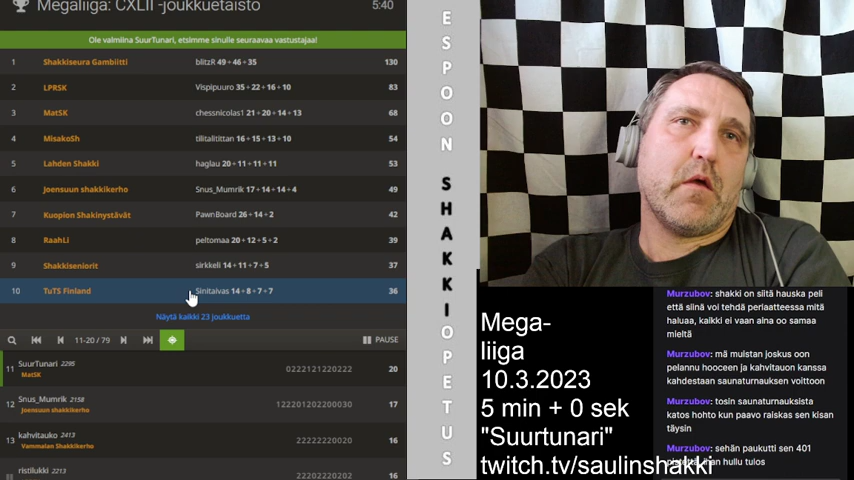 Megaliiga: CXLII -joukkuetaisto 5:40
Ole valmiina SuurTunari, etsimme sinulle seuraavaa vastustajaa!
1 Shakkiseura Gambiitti blitzR 49 + 46 + 35 130
2 LPRSK Vispipuuro 35 + 22 + 16 + 10 83
3 MatSK chessnicolas1 21 + 20 + 14 + 13 68
4 MisakoSh tilitalitittan 16 + 15 + 13 + 10 54
5 Lahden Shakki haglau 20 + 11 + 11 + 11 53
6 Joensuun shakkikerho Snus_Mumrik 17 + 14 + 14 + 4 49
7 Kuopion Shakinystävät PawnBoard 26 + 14 + 2 42
8 RaahLi peltomaa 20 + 12 + 5 + 2 39
9 Shakkiseniorit sirkkeli 14 + 11 + 7 + 5 37
10 TuTS Finland Sinitaivas 14 + 8 + 7 + 7 36
Näytä kaikki 23 joukkuetta
11-20 / 79 PAUSE
11 SuurTunari 2295 0222121220222 20
MatSK
12 Snus_Mumrik 2158 122201202200030 17
Joensuun shakkikerho
13 kahvitauko 2413 22222220020 16
Vammalan Shakkikerho
ristilukki 2213 22202202202 16
ESPOON
SHAKKI
OPETUS
Mega-
liiga
10.3.2023
5 min + 0 sek
"Suurtunari"
twitch.tv/saulinshakki
Murzubov: shakki on siitä hauska peli
että siinä voi tehdä periaatteessa mitä
haluaa, kaikki ei vaan aina oo samaa
mieltä
Murzubov: mä muistan joskus oon
pelannu hooceen ja kahvitauon kanssa
kahdestaan saunaturnauksen voittoon
Murzubov: tosin saunaturnauksista
katos hohto kun paavo raiskas sen kisan
täysin
Murzubov: sehän paukutti sen 401
hullu tulos